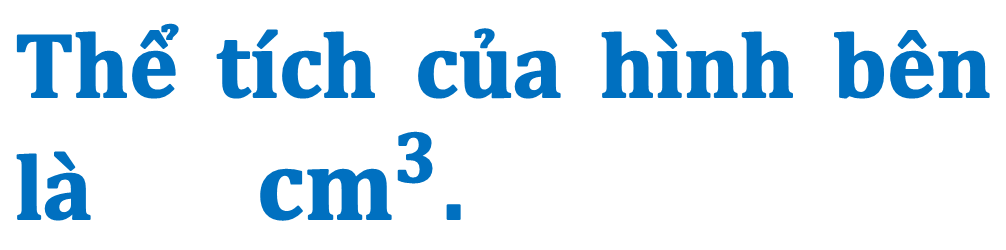 Thể tích của hình bên
là cm³.